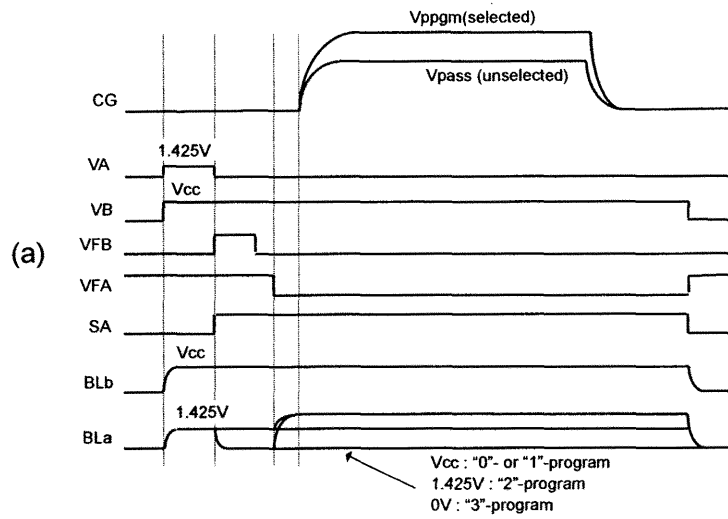 Vppgm(selected)
Vpass (unselected)
CG
1.425V
VA
Vcc
VB
(a)
VFB
VFA
SA
Vcc
BLb
1.425V
BLa
Vcc : “0”- or “1”-program
1.425V : “2”-program
0V : “3”-program